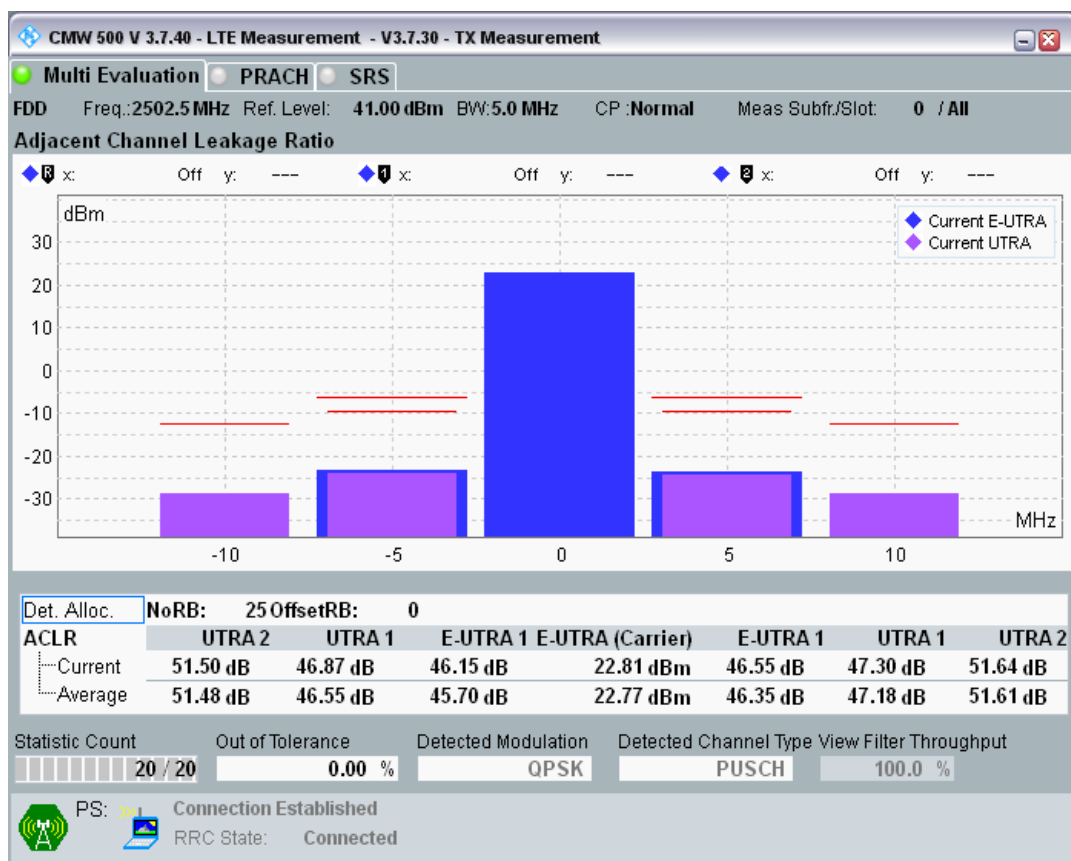 CMW 500 V 3.7.40 - LTE Measurement - V3.7.30 - TX Measurement
Multi Evaluation PRACH SRS
FDD Freq.:2502.5 MHz Ref. Level: 41.00 dBm BW:5.0 MHz CP :Normal Meas Subfr./Slot: 0 / All
Adjacent Channel Leakage Ratio
R x: Off y: --- 1 x: Off y: --- 2 x: Off y: ---
dBm
Current E-UTRA
Current UTRA
30
20
10
0
-10
-20
-30
MHz
-10 -5 0 5 10
Det. Alloc. NoRB: 25 OffsetRB: 0
ACLR UTRA 2 UTRA 1 E-UTRA 1 E-UTRA (Carrier) E-UTRA 1 UTRA 1 UTRA 2
Current 51.50 dB 46.87 dB 46.15 dB 22.81 dBm 46.55 dB 47.30 dB 51.64 dB
Average 51.48 dB 46.55 dB 45.70 dB 22.77 dBm 46.35 dB 47.18 dB 51.61 dB
Statistic Count Out of Tolerance Detected Modulation Detected Channel Type View Filter Throughput
20 / 20 0.00 % QPSK PUSCH 100.0 %
PS: Connection Established
RRC State: Connected